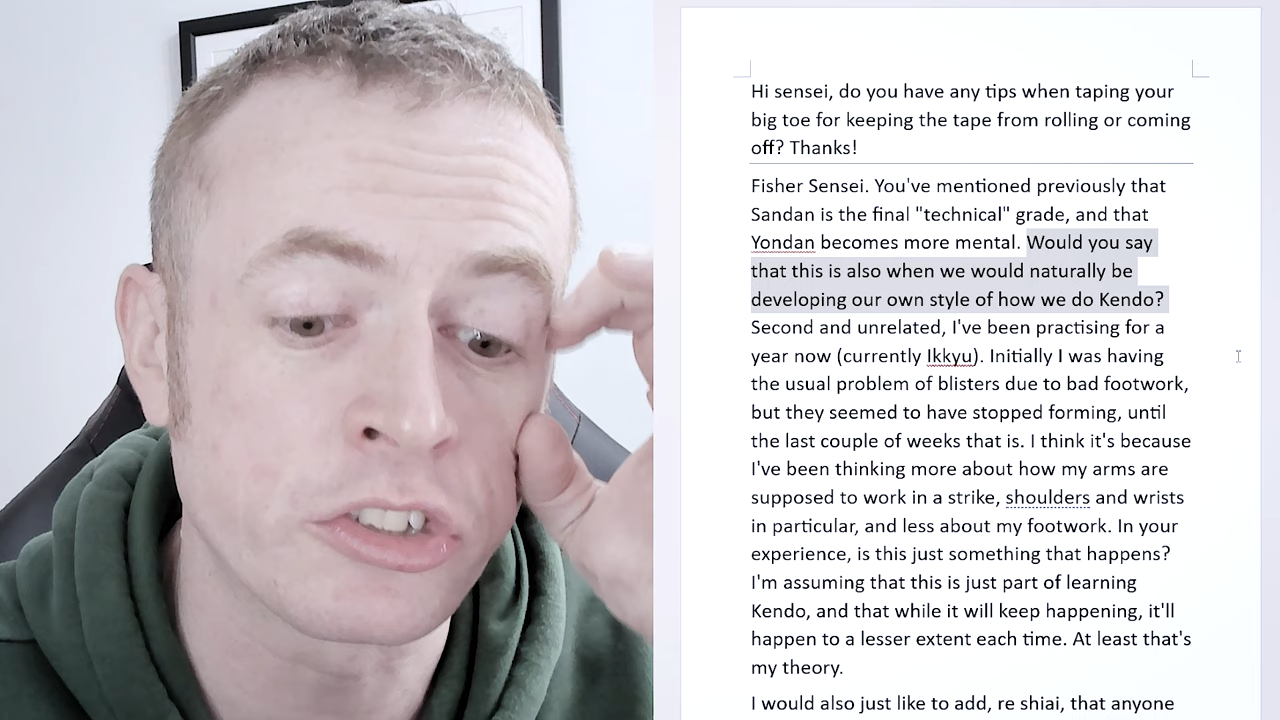 Hi sensei, do you have any tips when taping your
big toe for keeping the tape from rolling or coming
off? Thanks!
Fisher Sensei. You've mentioned previously that
Sandan is the final "technical" grade, and that
Yondan becomes more mental. Would you say
that this is also when we would naturally be
developing our own style of how we do Kendo?
Second and unrelated, I've been practising for a
year now (currently Ikkyu). Initially I was having
the usual problem of blisters due to bad footwork,
but they seemed to have stopped forming, until
the last couple of weeks that is. I think it's because
I've been thinking more about how my arms are
supposed to work in a strike, shoulders and wrists
in particular, and less about my footwork. In your
experience, is this just something that happens?
I'm assuming that this is just part of learning
Kendo, and that while it will keep happening, it'll
happen to a lesser extent each time. At least that's
my theory.
I would also just like to add, re shiai, that anyone